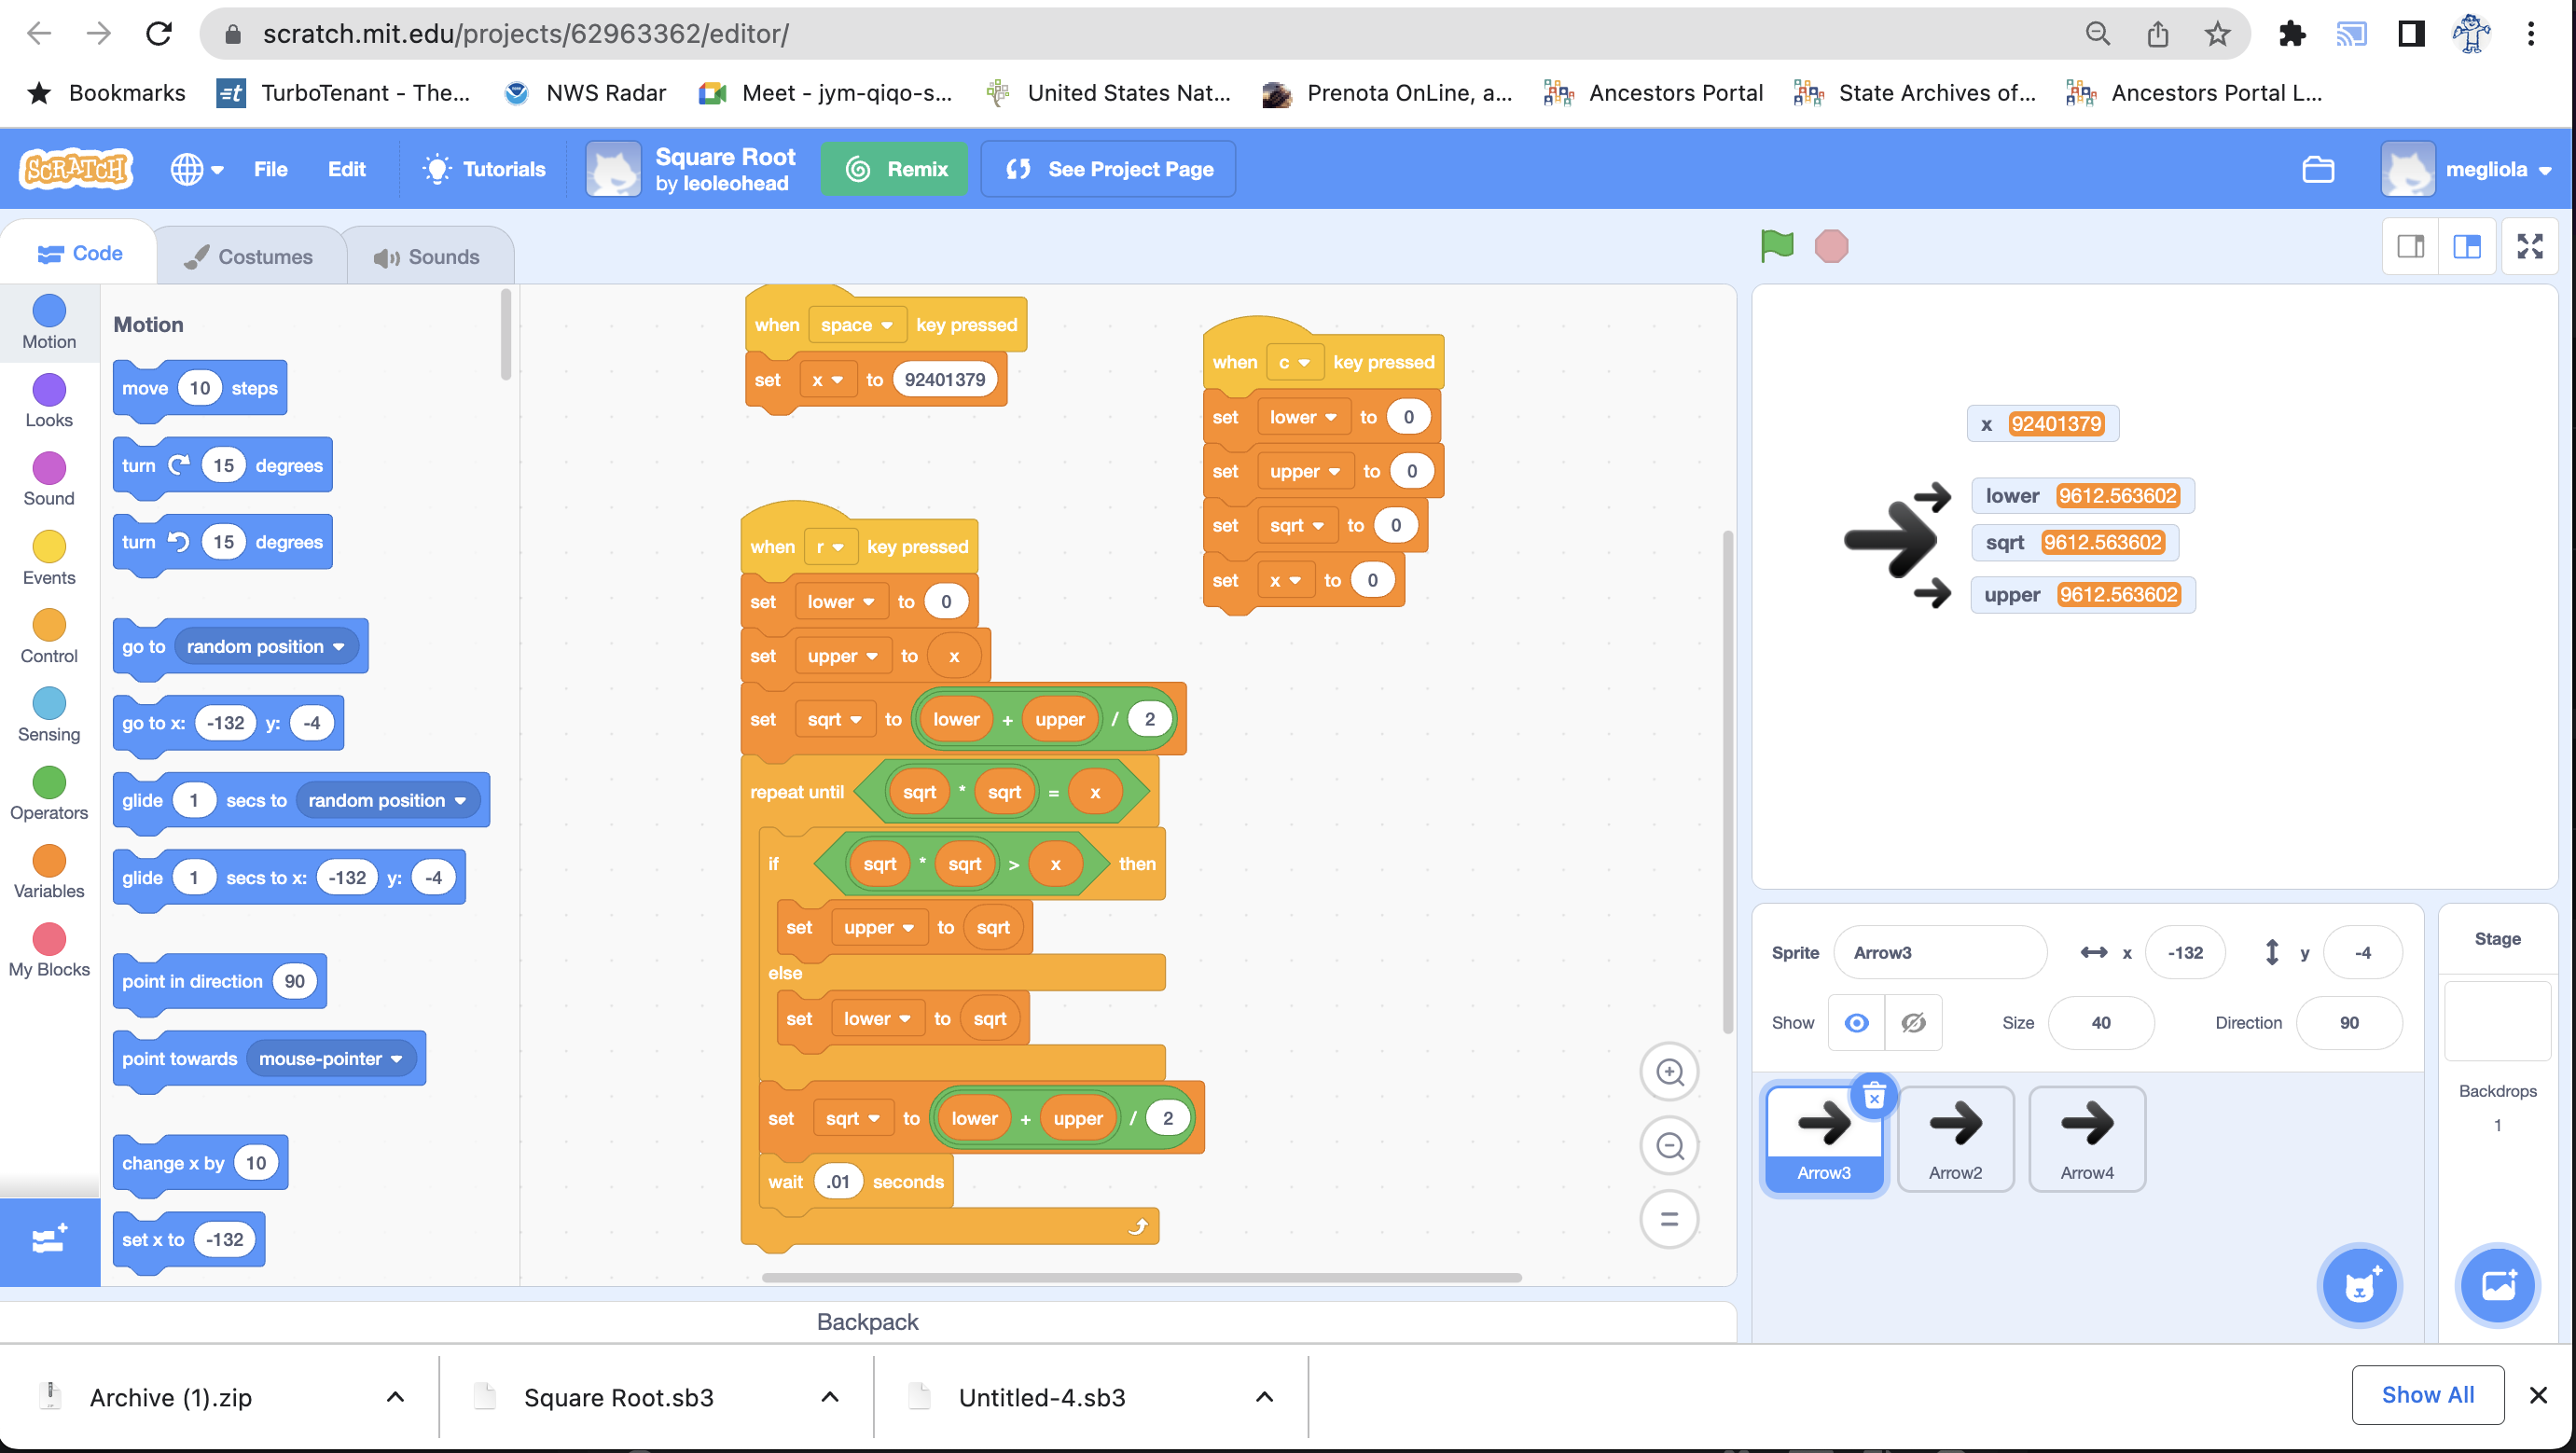 scratch.mit.edu/projects/62963362/editor/
Bookmarks TurboTenant - The... NWS Radar Meet - jym-qiqo-s... United States Nat... Prenota OnLine, a... Ancestors Portal State Archives of... Ancestors Portal L...
SCRATCH File Edit Tutorials Square Root by leoleohead Remix See Project Page megliola
Code Costumes Sounds
Motion
Looks
Sound
Events
Control
Sensing
Operators
Variables
My Blocks
Motion
move 10 steps
turn 15 degrees
turn 15 degrees
go to random position
go to x: -132 y: -4
glide 1 secs to random position
glide 1 secs to x: -132 y: -4
point in direction 90
point towards mouse-pointer
change x by 10
set x to -132
when space key pressed
set x to 92401379
when r key pressed
set lower to 0
set upper to x
set sqrt to lower + upper / 2
repeat until sqrt * sqrt = x
if sqrt * sqrt > x then
set upper to sqrt
else
set lower to sqrt
set sqrt to lower + upper / 2
wait .01 seconds
when c key pressed
set lower to 0
set upper to 0
set sqrt to 0
set x to 0
x 92401379
lower 9612.563602
sqrt 9612.563602
upper 9612.563602
Sprite Arrow3 x -132 y -4
Show Size 40 Direction 90
Arrow3 Arrow2 Arrow4
Stage
Backdrops
1
Backpack
Archive (1).zip Square Root.sb3 Untitled-4.sb3 Show All